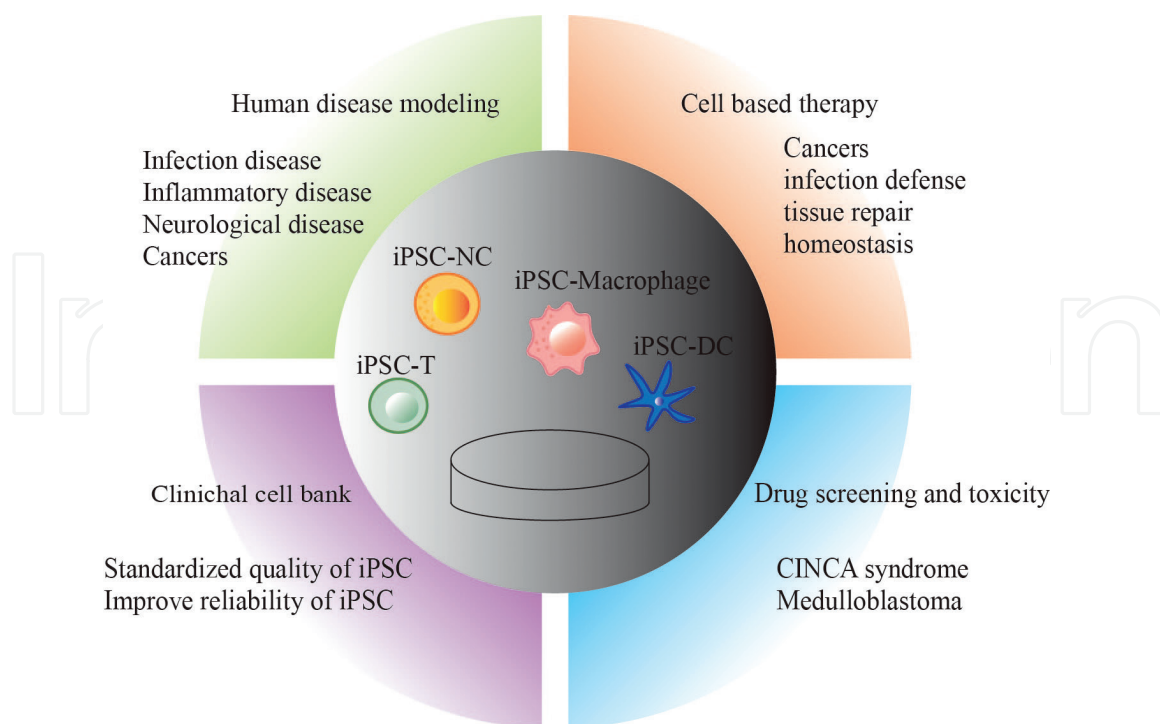 Human disease modeling
Infection disease
Inflammatory disease
Neurological disease
Cancers
Cell based therapy
Cancers
infection defense
tissue repair
homeostasis
iPSC-NC
iPSC-Macrophage
iPSC-DC
iPSC-T
Clinichal cell bank
Standardized quality of iPSC
Improve reliability of iPSC
Drug screening and toxicity
CINCA syndrome
Medulloblastoma